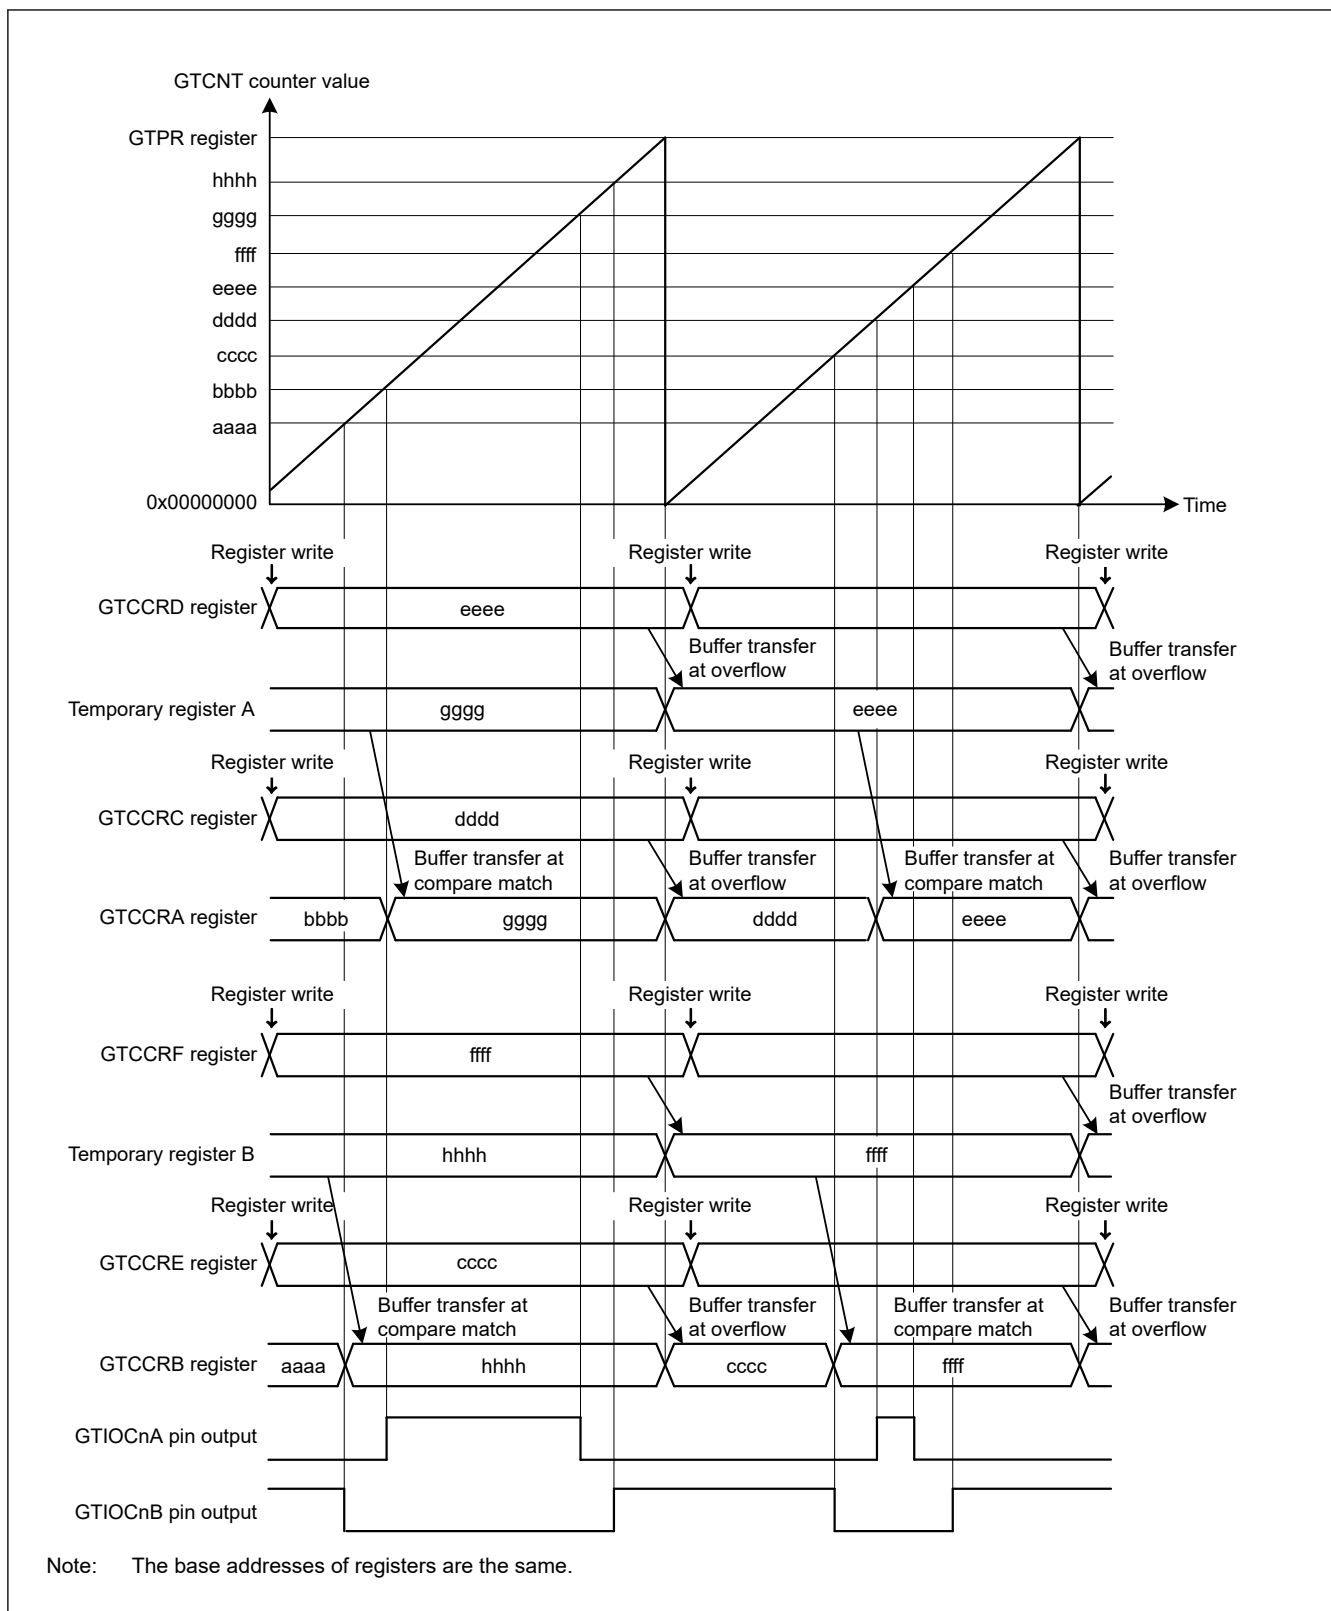 GTCNT counter value
GTPR register
hhhh
gggg
ffff
eeee
dddd
cccc
bbbb
aaaa
0x00000000
Time
Register write Register write Register write
GTCCRD register eeee
Buffer transfer
at overflow
Buffer transfer
at overflow
Temporary register A gggg eeee
Register write Register write Register write
GTCCRC register dddd
Buffer transfer at
compare match
Buffer transfer
at overflow
Buffer transfer at
compare match
Buffer transfer
at overflow
GTCCRA register bbbb gggg dddd eeee
Register write Register write Register write
GTCCRF register ffff
Buffer transfer
at overflow
Temporary register B hhhh ffff
Register write Register write Register write
GTCCRE register cccc
Buffer transfer at
compare match
Buffer transfer
at overflow
Buffer transfer at
compare match
Buffer transfer
at overflow
GTCCRB register aaaa hhhh cccc ffff
GTIOCnA pin output
GTIOCnB pin output
Note: The base addresses of registers are the same.